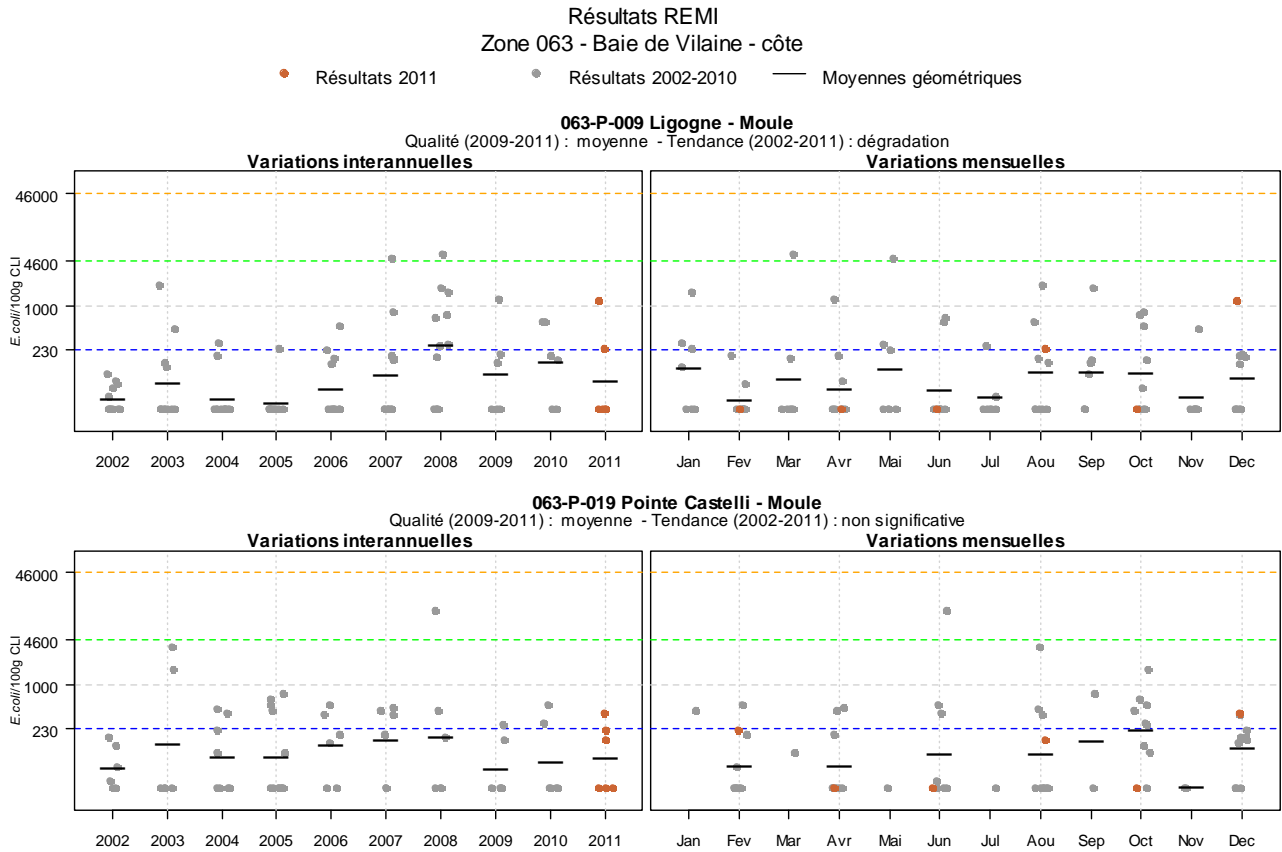 Résultats REMI
Zone 063 - Baie de Vilaine - côte
Résultats 2011 Résultats 2002-2010 Moyennes géométriques
063-P-009 Ligogne - Moule
Qualité (2009-2011) : moyenne - Tendance (2002-2011) : dégradation
Variations interannuelles Variations mensuelles
E.coli/100g CLI
46000
4600
1000
230
2002 2003 2004 2005 2006 2007 2008 2009 2010 2011 Jan Fev Mar Avr Mai Jun Jul Aou Sep Oct Nov Dec
063-P-019 Pointe Castelli - Moule
Qualité (2009-2011) : moyenne - Tendance (2002-2011) : non significative
Variations interannuelles Variations mensuelles
E.coli/100g CLI
46000
4600
1000
230
2002 2003 2004 2005 2006 2007 2008 2009 2010 2011 Jan Fev Mar Avr Mai Jun Jul Aou Sep Oct Nov Dec